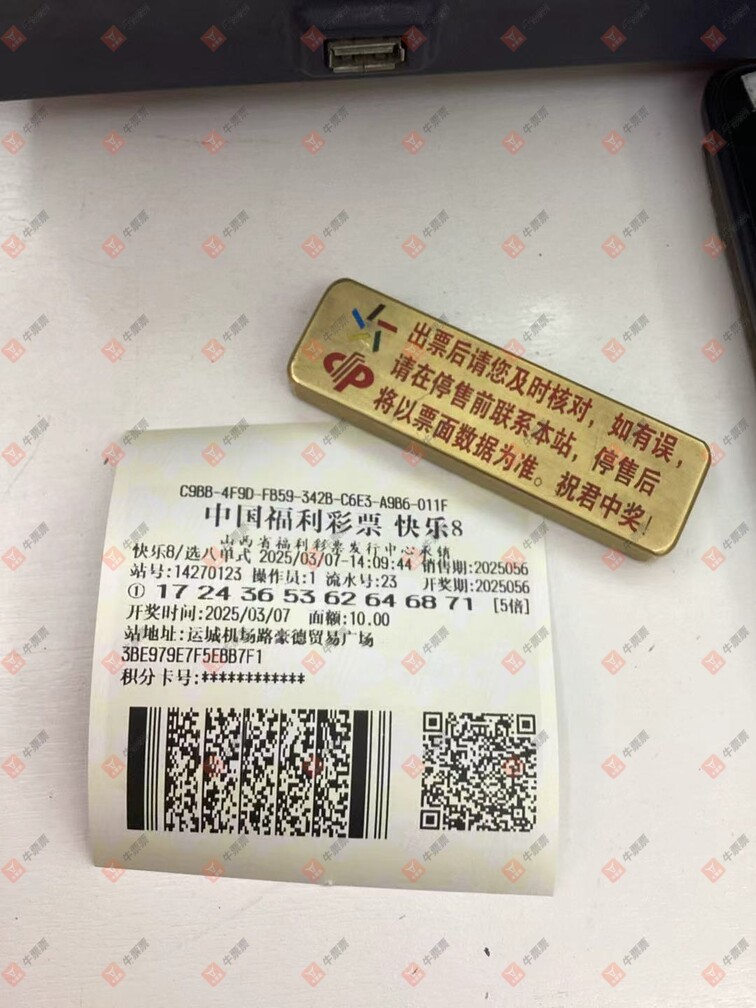 出票后请您及时核对，如有误，
请在停售前联系本站，停售后
将以票面数据为准。祝君中奖！
C9BB-4F9D-FB59-342B-C6E3-A9B6-011F
中国福利彩票 快乐8
山西省福利彩票发行中心承销
快乐8/选八单式 2025/03/07-14:09:44 销售期:2025056
站号:14270123 操作员:1 流水号:23 开奖期:2025056
① 17 24 36 53 62 64 68 71 [5倍]
开奖时间:2025/03/07 面额:10.00
站地址:运城机场路豪德贸易广场
3BE979E7F5EBB7F1
积分卡号:************
牛票票